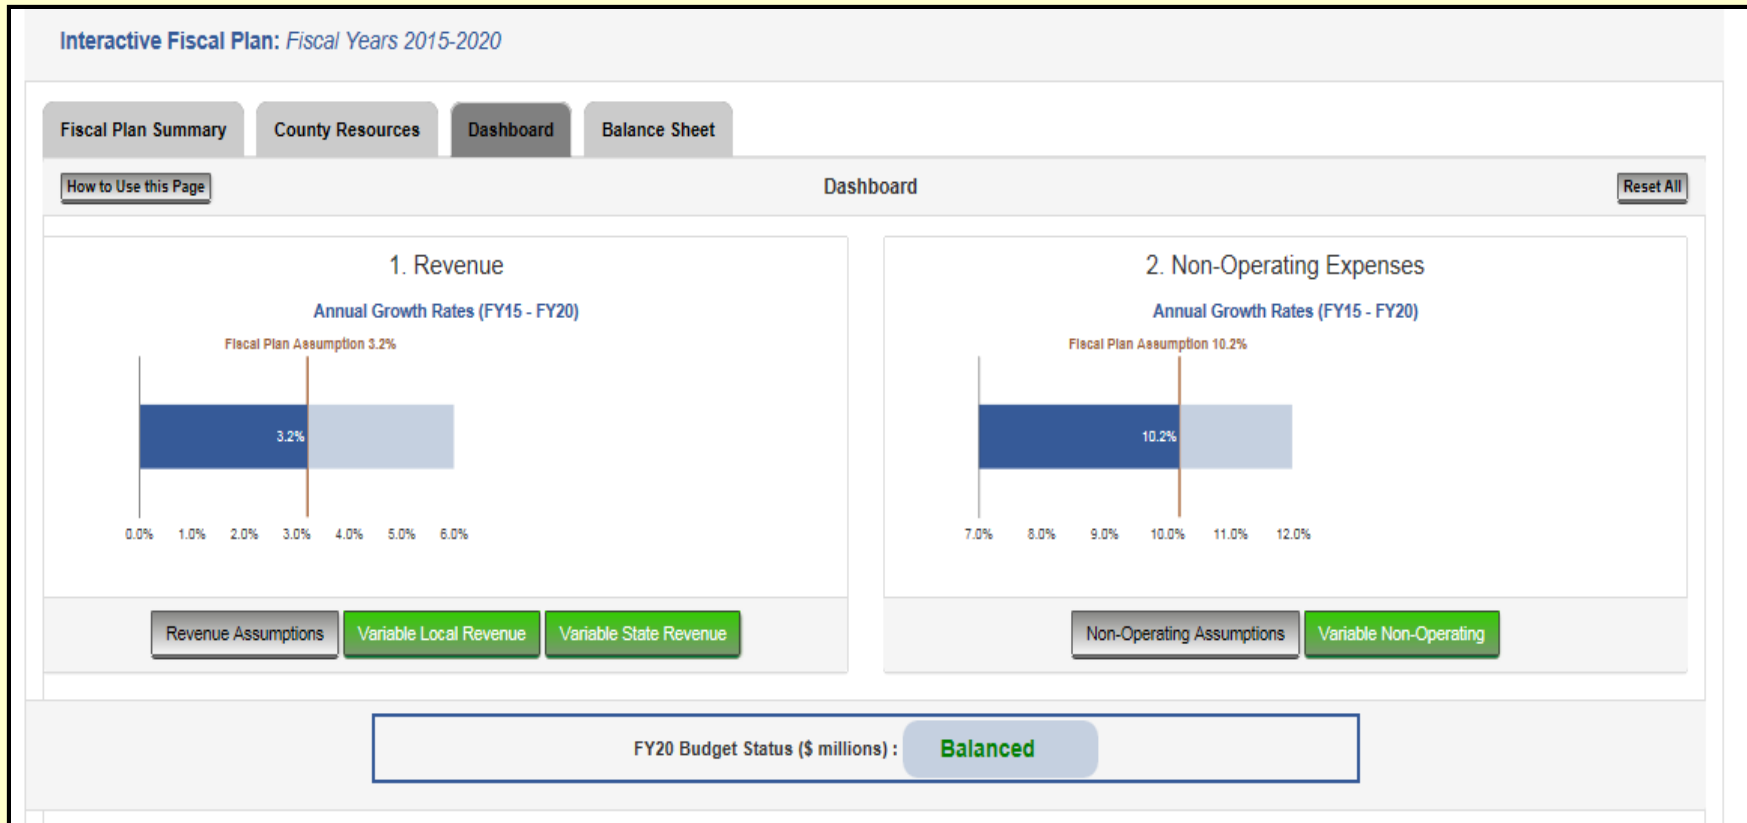 Interactive Fiscal Plan: Fiscal Years 2015-2020
Fiscal Plan Summary County Resources Dashboard Balance Sheet
How to Use this Page Dashboard Reset All
1. Revenue
Annual Growth Rates (FY15 - FY20)
Fiscal Plan Assumption 3.2%
3.2%
0.0% 1.0% 2.0% 3.0% 4.0% 5.0% 6.0%
Revenue Assumptions Variable Local Revenue Variable State Revenue
2. Non-Operating Expenses
Annual Growth Rates (FY15 - FY20)
Fiscal Plan Assumption 10.2%
10.2%
7.0% 8.0% 9.0% 10.0% 11.0% 12.0%
Non-Operating Assumptions Variable Non-Operating
FY20 Budget Status ($ millions) : Balanced